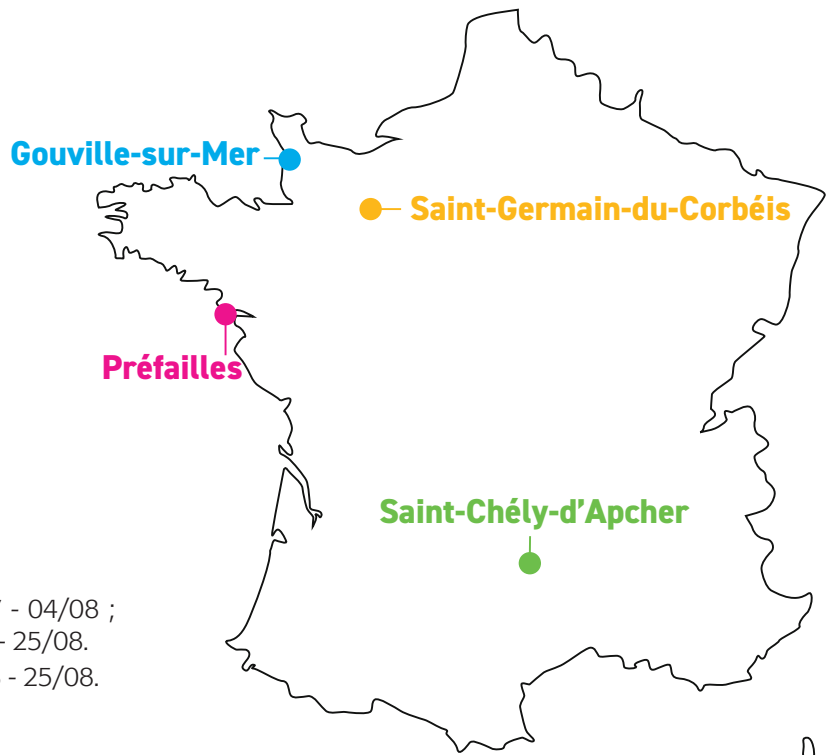 Gouville-sur-Mer
Saint-Germain-du-Corbéis
Préfailles
Saint-Chély-d’Apcher
- 04/08 ;
- 25/08.
- 25/08.